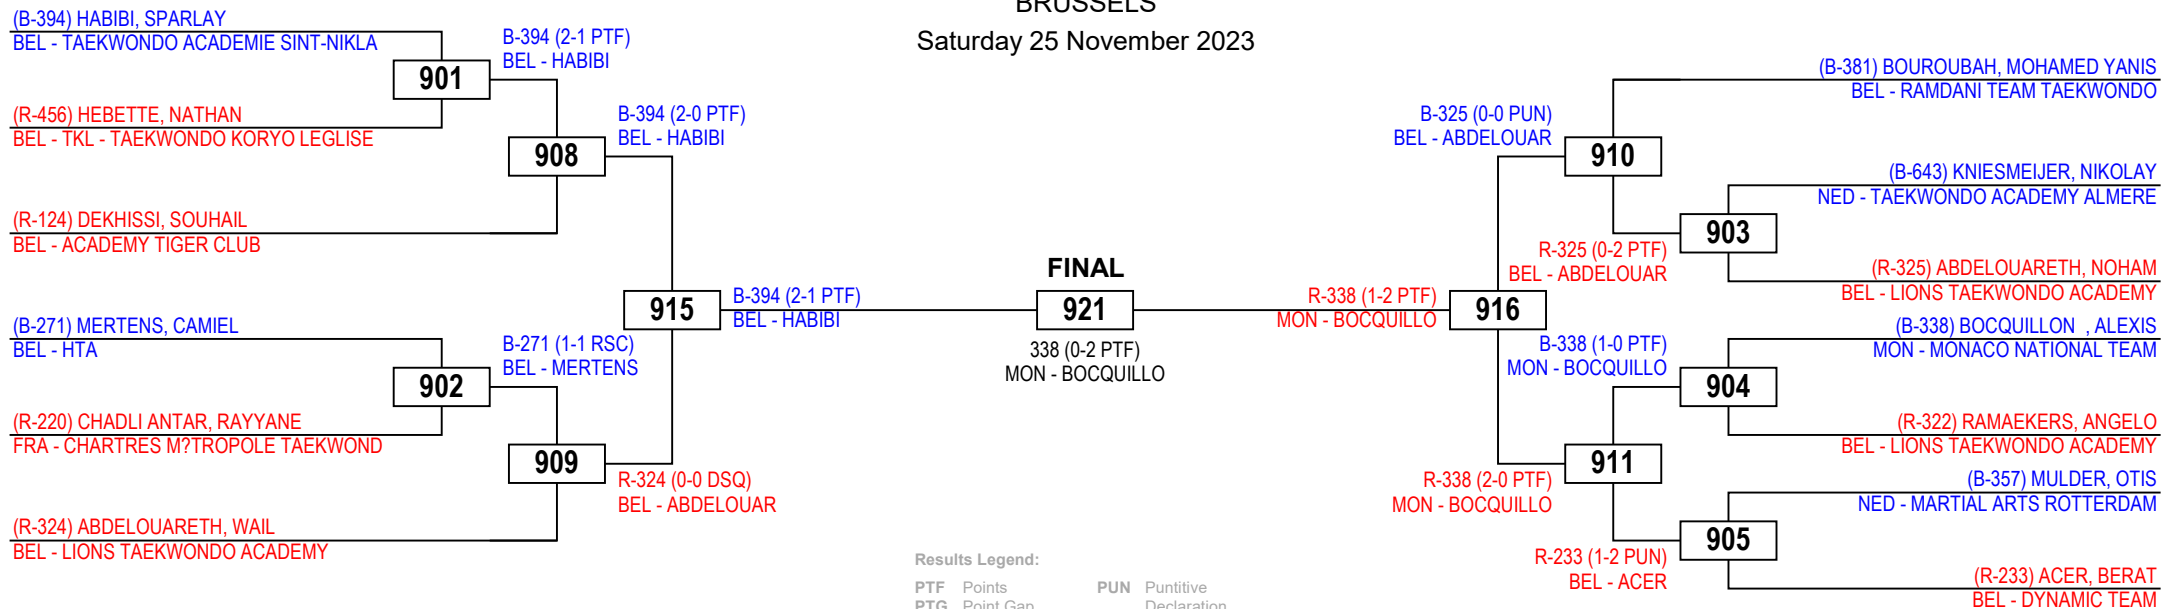 BRUSSELS
Saturday 25 November 2023
(B-394) HABIBI, SPARLAY
BEL - TAEKWONDO ACADEMIE SINT-NIKLA
901
(R-456) HEBETTE, NATHAN
BEL - TKL - TAEKWONDO KORYO LEGLISE
B-394 (2-1 PTF)
BEL - HABIBI
908
(R-124) DEKHISSI, SOUHAIL
BEL - ACADEMY TIGER CLUB
B-394 (2-0 PTF)
BEL - HABIBI
915
(B-271) MERTENS, CAMIEL
BEL - HTA
902
(R-220) CHADLI ANTAR, RAYYANE
FRA - CHARTRES M?TROPOLE TAEKWOND
B-271 (1-1 RSC)
BEL - MERTENS
909
(R-324) ABDELOUARETH, WAIL
BEL - LIONS TAEKWONDO ACADEMY
R-324 (0-0 DSQ)
BEL - ABDELOUAR
B-394 (2-1 PTF)
BEL - HABIBI
FINAL
921
338 (0-2 PTF)
MON - BOCQUILLO
R-338 (1-2 PTF)
MON - BOCQUILLO
916
B-325 (0-0 PUN)
BEL - ABDELOUAR
910
(B-381) BOUROUBAH, MOHAMED YANIS
BEL - RAMDANI TEAM TAEKWONDO
(B-643) KNIESMEIJER, NIKOLAY
NED - TAEKWONDO ACADEMY ALMERE
903
R-325 (0-2 PTF)
BEL - ABDELOUAR
(R-325) ABDELOUARETH, NOHAM
BEL - LIONS TAEKWONDO ACADEMY
(B-338) BOCQUILLON , ALEXIS
MON - MONACO NATIONAL TEAM
B-338 (1-0 PTF)
MON - BOCQUILLO
904
(R-322) RAMAEKERS, ANGELO
BEL - LIONS TAEKWONDO ACADEMY
911
R-338 (2-0 PTF)
MON - BOCQUILLO
(B-357) MULDER, OTIS
NED - MARTIAL ARTS ROTTERDAM
905
R-233 (1-2 PUN)
BEL - ACER
(R-233) ACER, BERAT
BEL - DYNAMIC TEAM
Results Legend:
PTF Points PUN Puntitive
PTG Point Gap Declaration